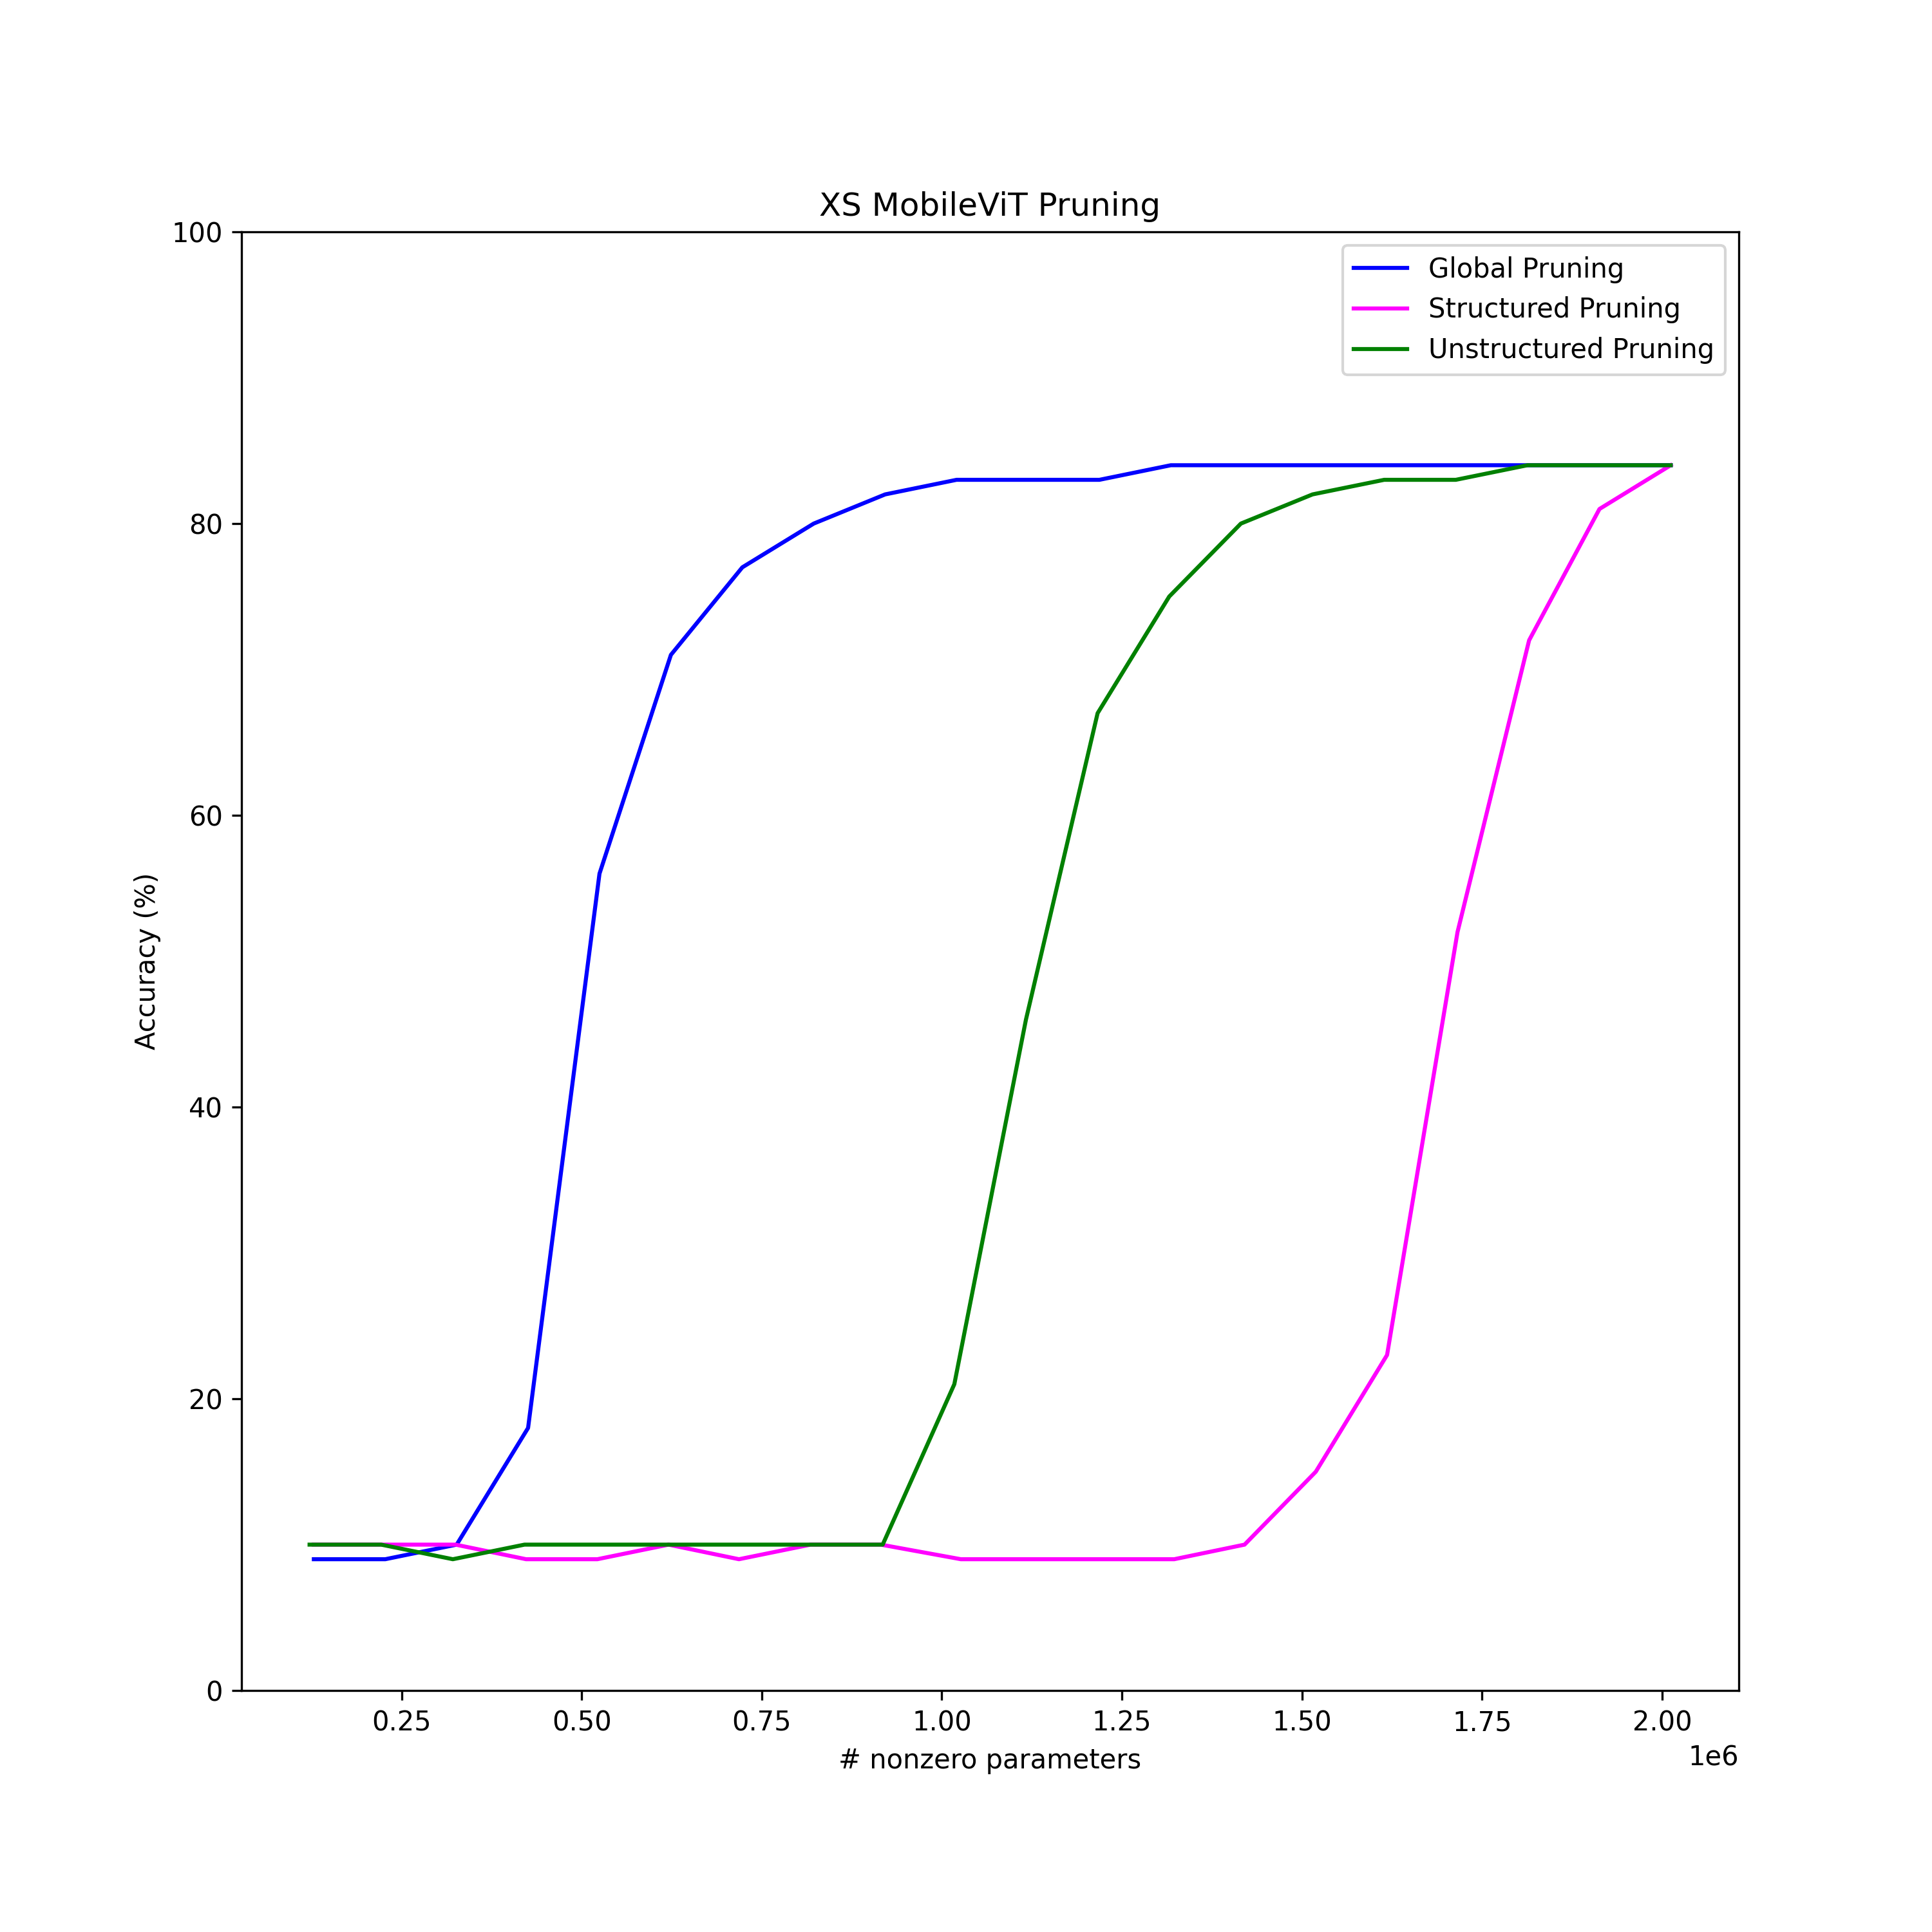 XS MobileViT Pruning
100
80
60
40
20
0
Accuracy (%)
Global Pruning
Structured Pruning
Unstructured Pruning
0.25 0.50 0.75 1.00 1.25 1.50 1.75 2.00
# nonzero parameters
1e6